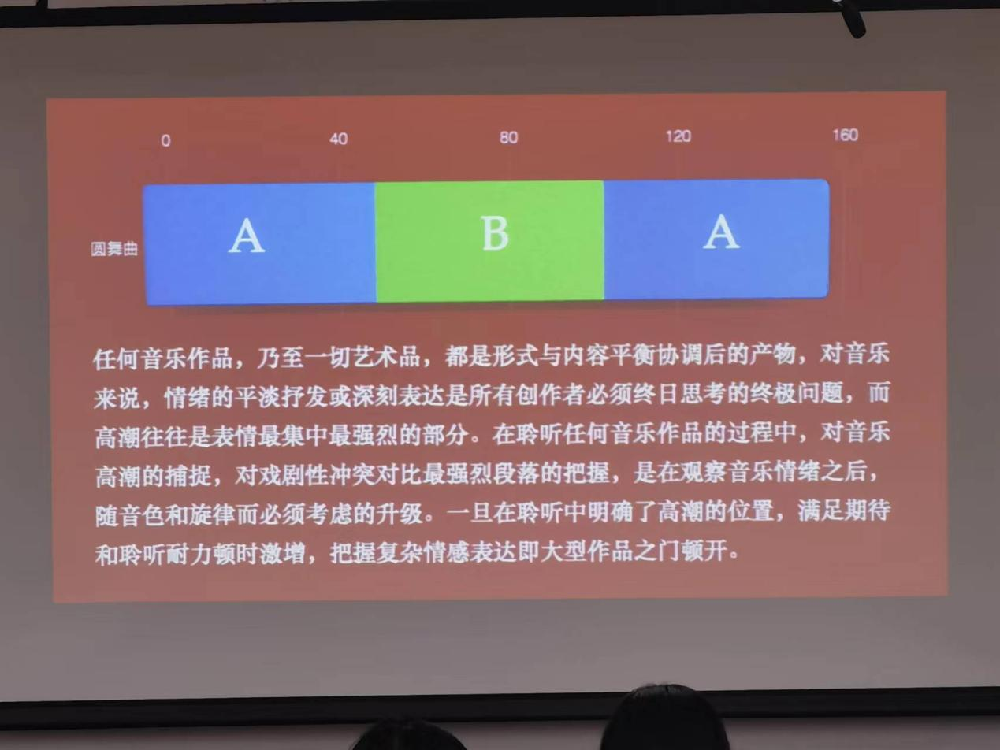 0 40 80 120 160
A B A
圆舞曲
任何音乐作品，乃至一切艺术品，都是形式与内容平衡协调后的产物，对音乐
来说，情绪的平淡抒发或深刻表达是所有创作者必须终日思考的终极问题，而
高潮往往是表情最集中最强烈的部分。在聆听任何音乐作品的过程中，对音乐
高潮的捕捉，对戏剧性冲突对比最强烈段落的把握，是在观察音乐情绪之后，
随音色和旋律而必须考虑的升级。一旦在聆听中明确了高潮的位置，满足期待
和聆听耐力顿时激增，把握复杂情感表达即大型作品之门顿开。